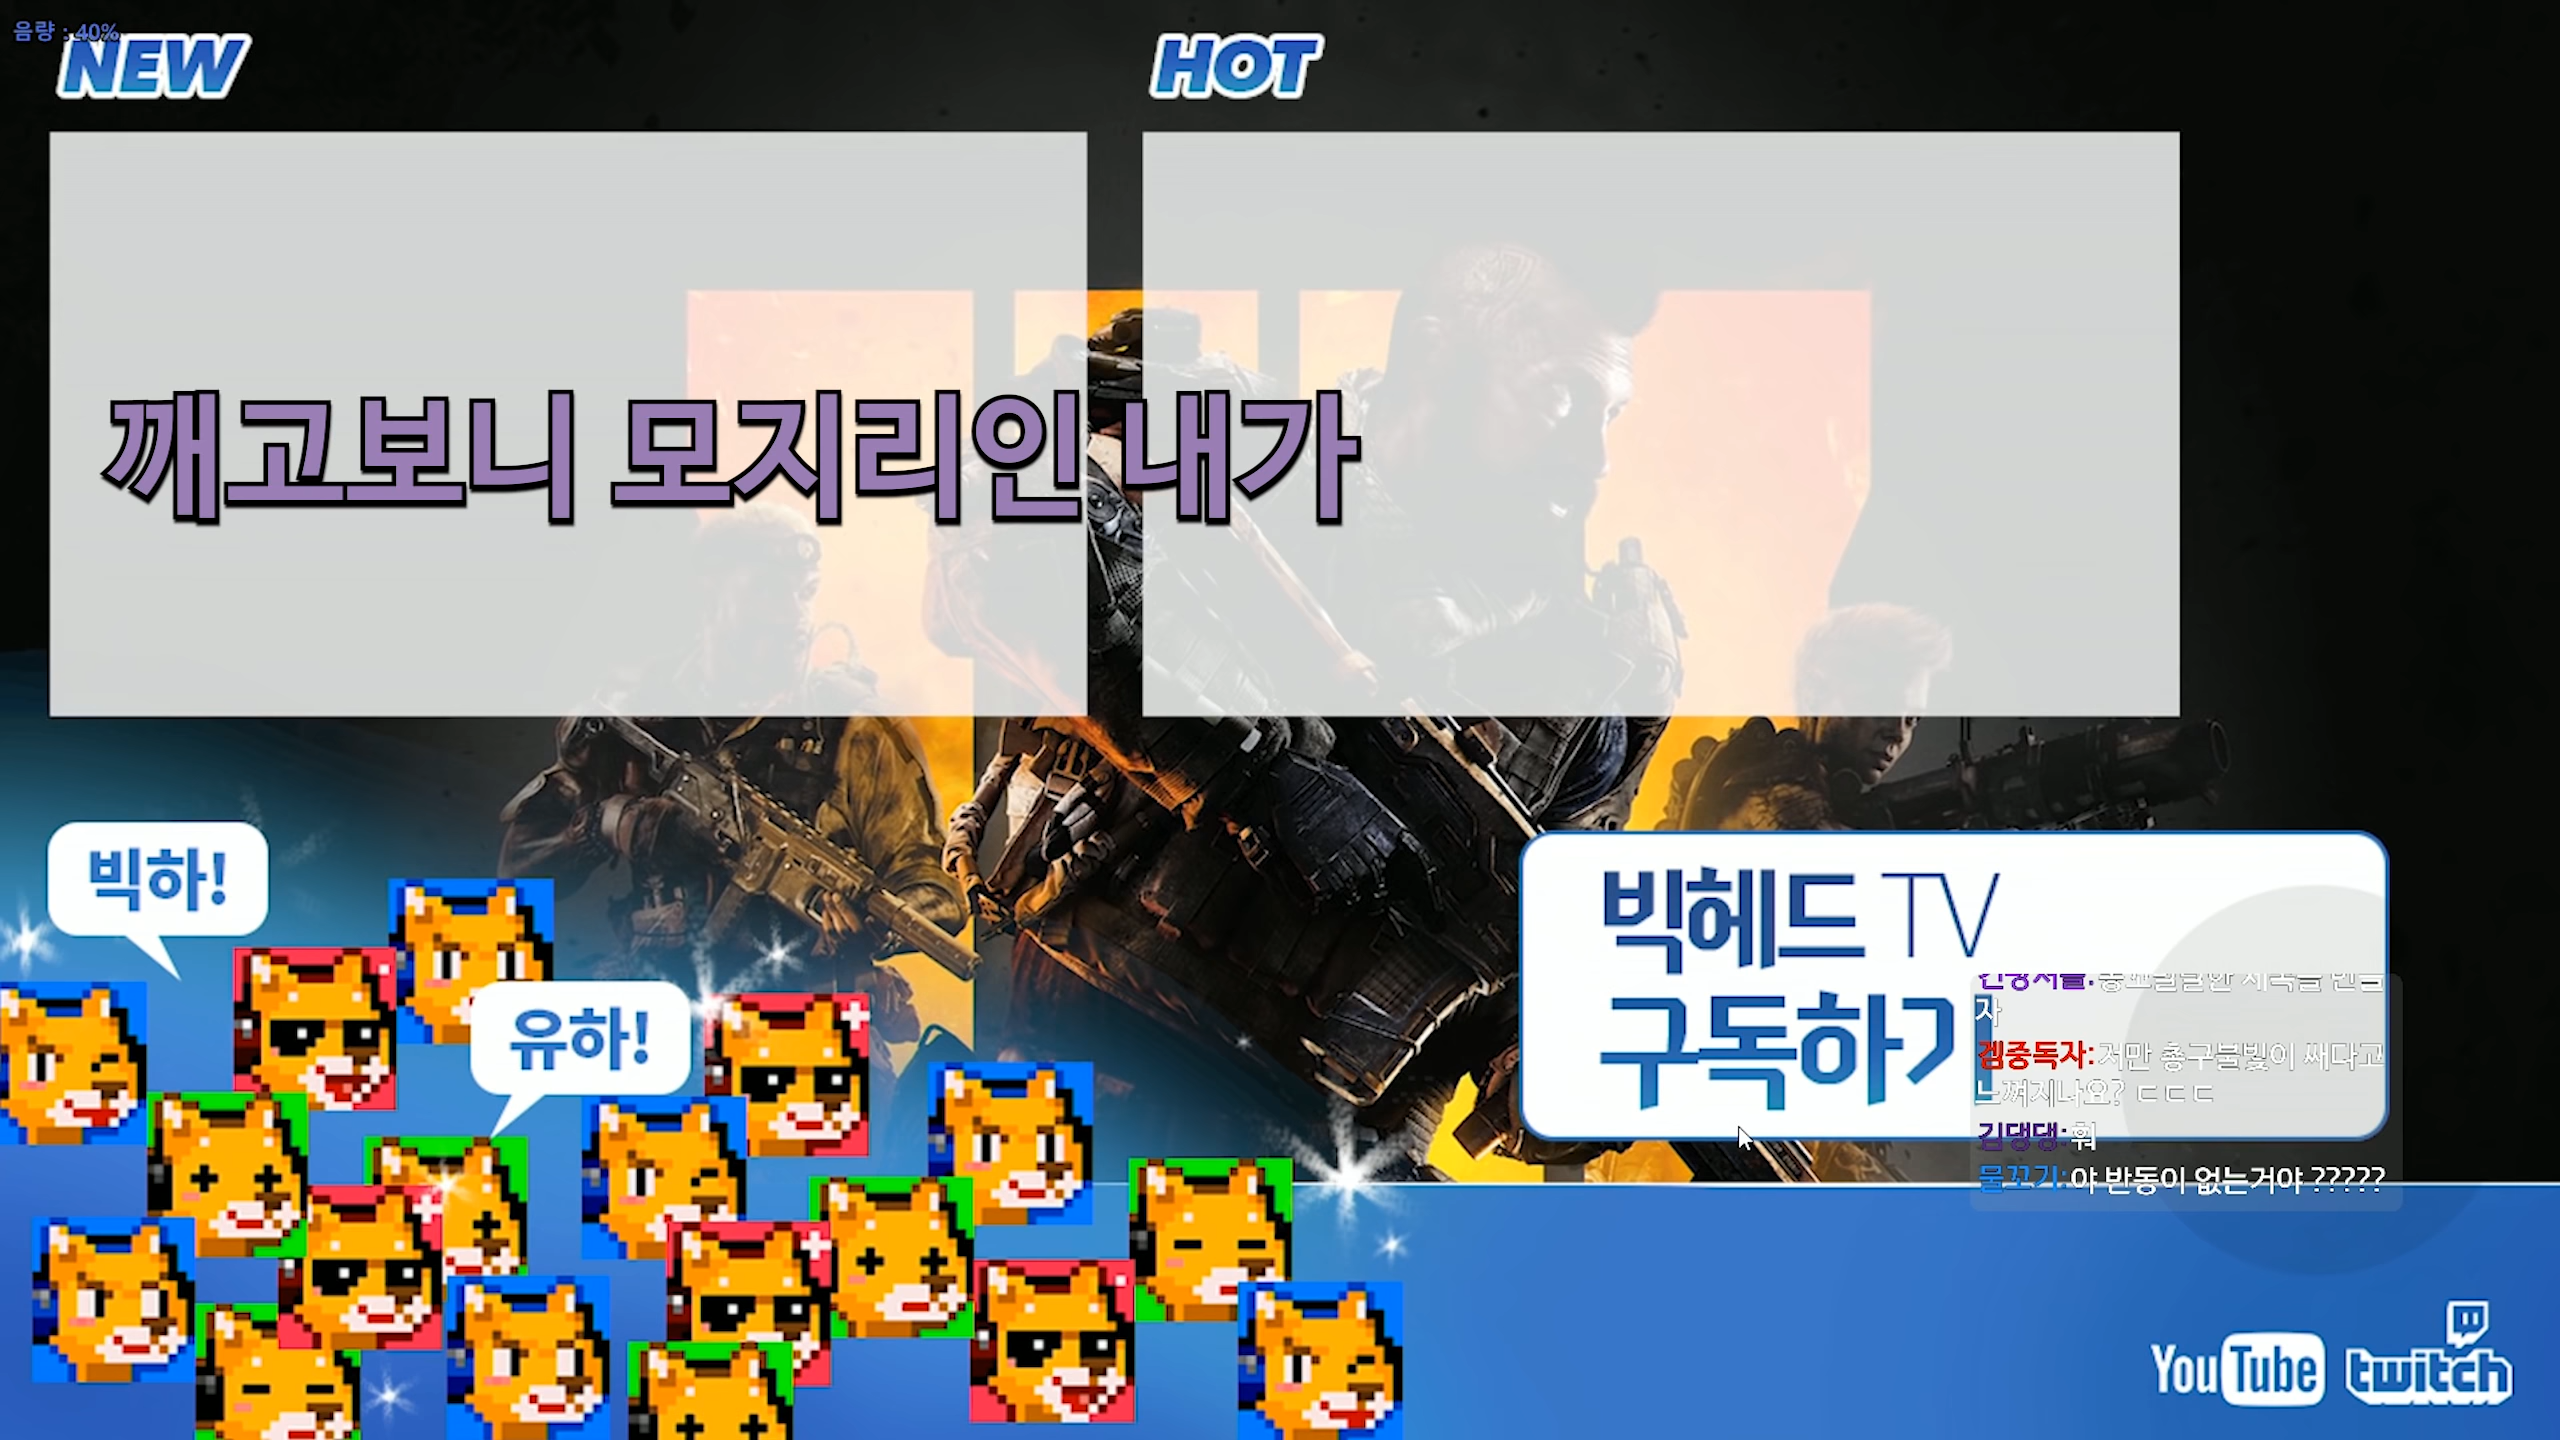 음량 : 40%
NEW
HOT
깨고보니 모지리인 내가
빅하!
유하!
빅헤드 TV
구독하기
자
겜중독자: 저만 총구불빛이 쌔다고
느껴지나요? ㄷㄷㄷ
김댕댕: 훠
물꼬기: 야 반동이 없는거야 ?????
YouTube
twitch